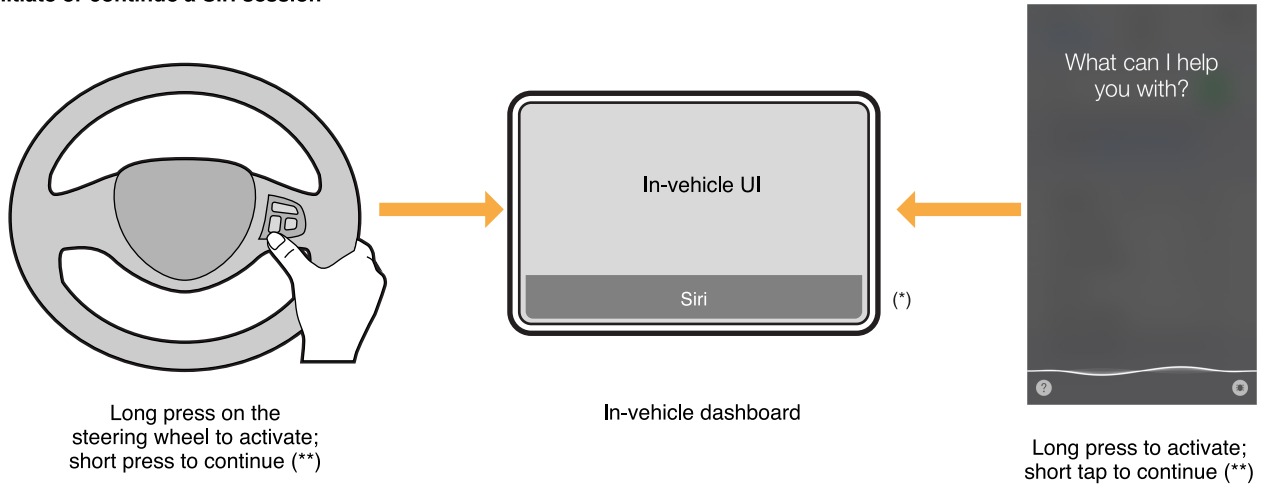 initiate or continue a Siri session
What can I help
you with?
In-vehicle UI
Siri
(*)
?
Long press on the
steering wheel to activate;
short press to continue (**)
In-vehicle dashboard
Long press to activate;
short tap to continue (**)